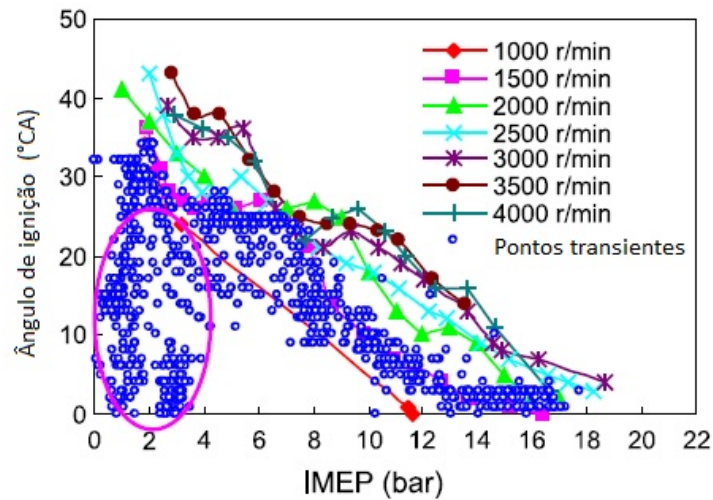 50
40
30
20
10
0
Ângulo de ignição (°CA)
1000 r/min
1500 r/min
2000 r/min
2500 r/min
3000 r/min
3500 r/min
4000 r/min
Pontos transientes
0 2 4 6 8 10 12 14 16 18 20 22
IMEP (bar)